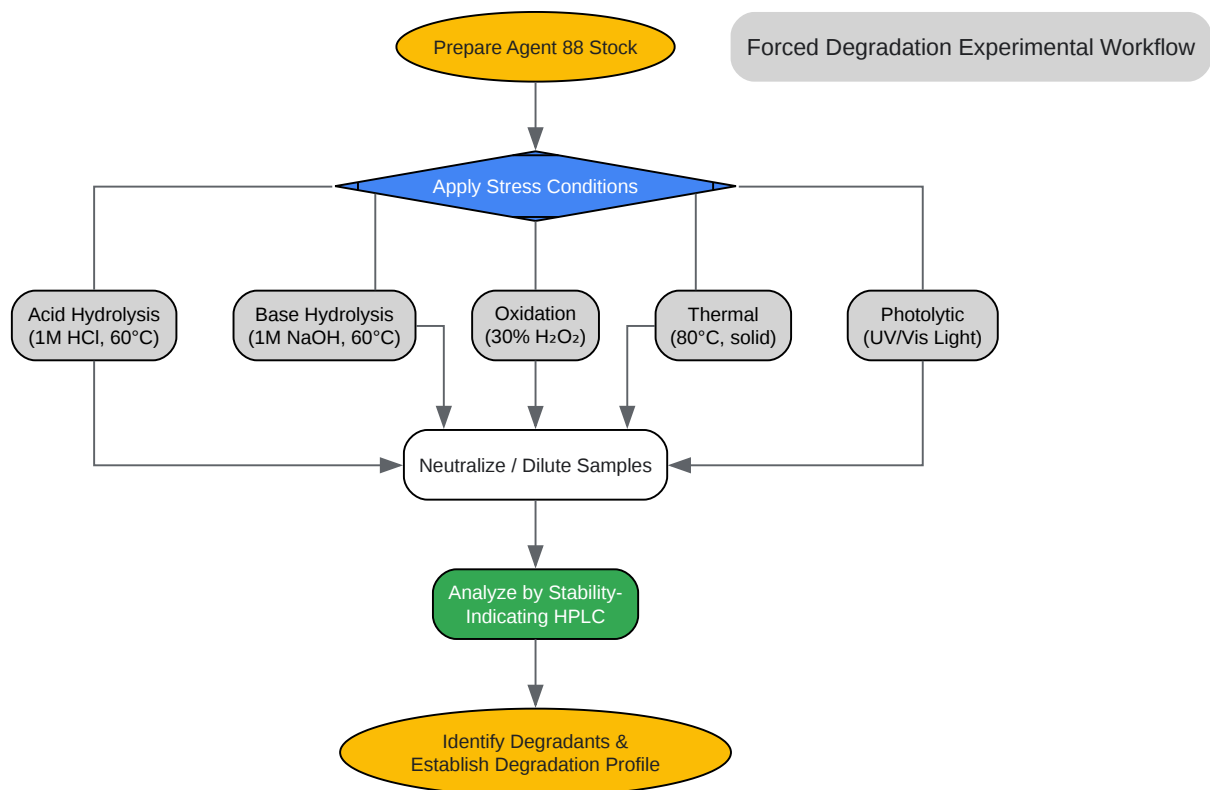 Prepare Agent 88 Stock
Forced Degradation Experimental Workflow
Apply Stress Conditions
Acid Hydrolysis
(1M HCl, 60°C)
Base Hydrolysis
(1M NaOH, 60°C)
Oxidation
(30% H₂O₂)
Thermal
(80°C, solid)
Photolytic
(UV/Vis Light)
Neutralize / Dilute Samples
Analyze by Stability-
Indicating HPLC
Identify Degradants &
Establish Degradation Profile